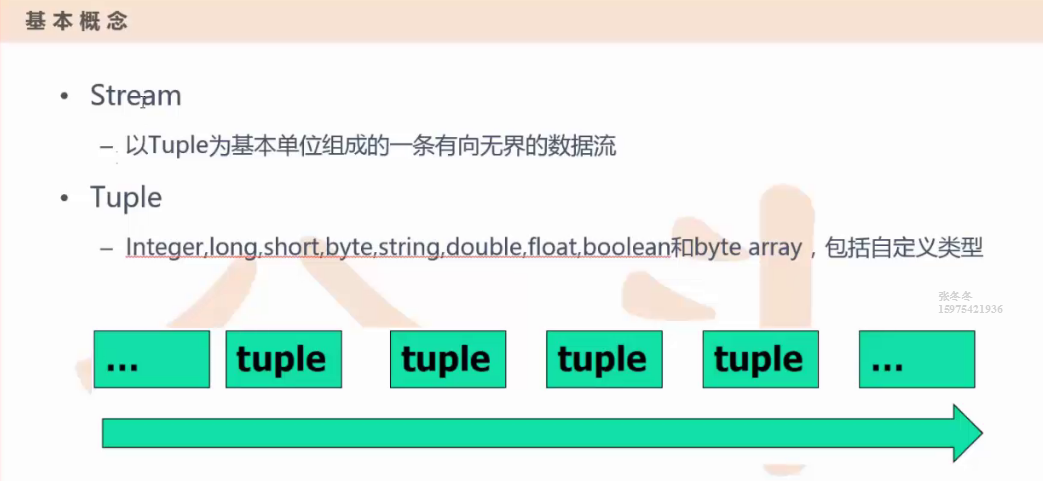 基本概念
• Stream
– 以Tuple为基本单位组成的一条有向无界的数据流
• Tuple
– Integer,long,short,byte,string,double,float,boolean和byte array，包括自定义类型
张冬冬
15975421936
... tuple tuple tuple tuple ...